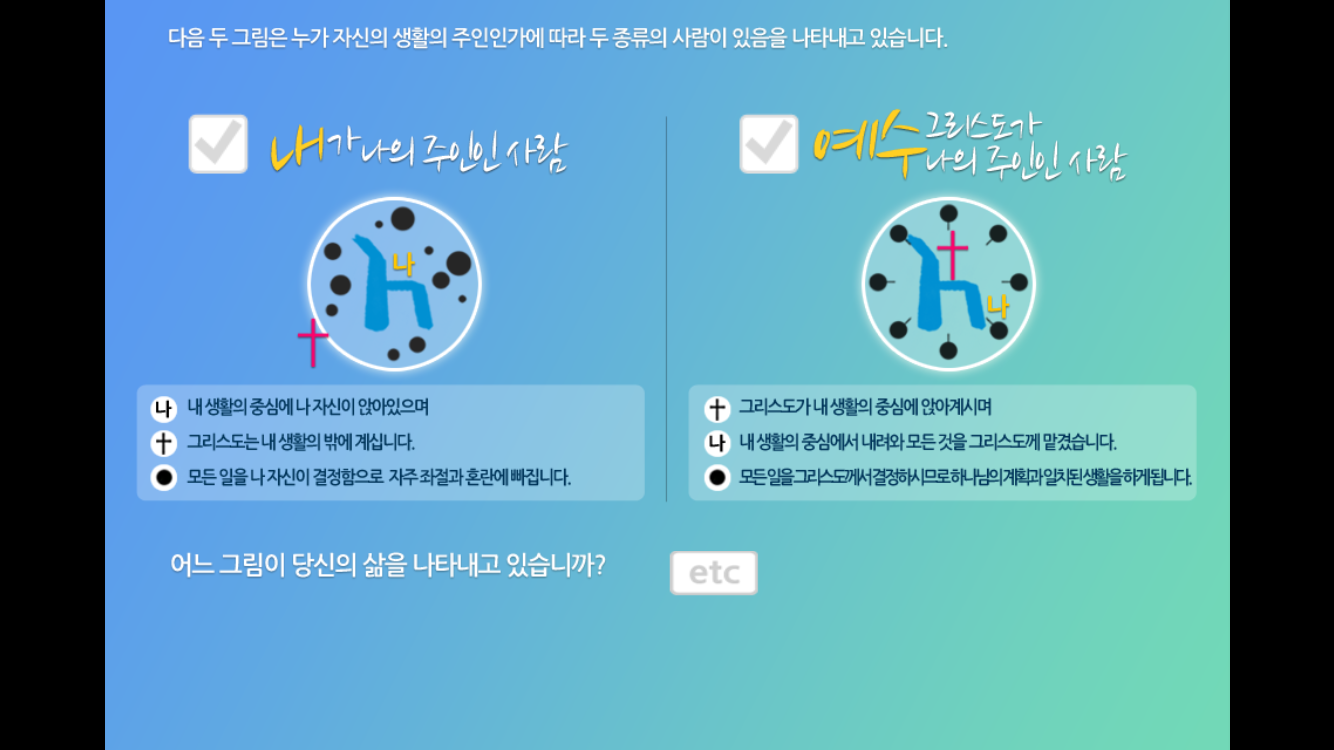 다음 두 그림은 누가 자신의 생활의 주인인가에 따라 두 종류의 사람이 있음을 나타내고 있습니다.
내가 나의 주인인 사람
나
나 내 생활의 중심에 나 자신이 앉아있으며
그리스도는 내 생활의 밖에 계십니다.
모든 일을 나 자신이 결정함으로 자주 좌절과 혼란에 빠집니다.
예수 그리스도가
나의 주인인 사람
나
그리스도가 내 생활의 중심에 앉아계시며
나 내 생활의 중심에서 내려와 모든 것을 그리스도께 맡겼습니다.
모든 일을 그리스도께서 결정하시므로 하나님의 계획과 일치된 생활을 하게 됩니다.
어느 그림이 당신의 삶을 나타내고 있습니까?
etc